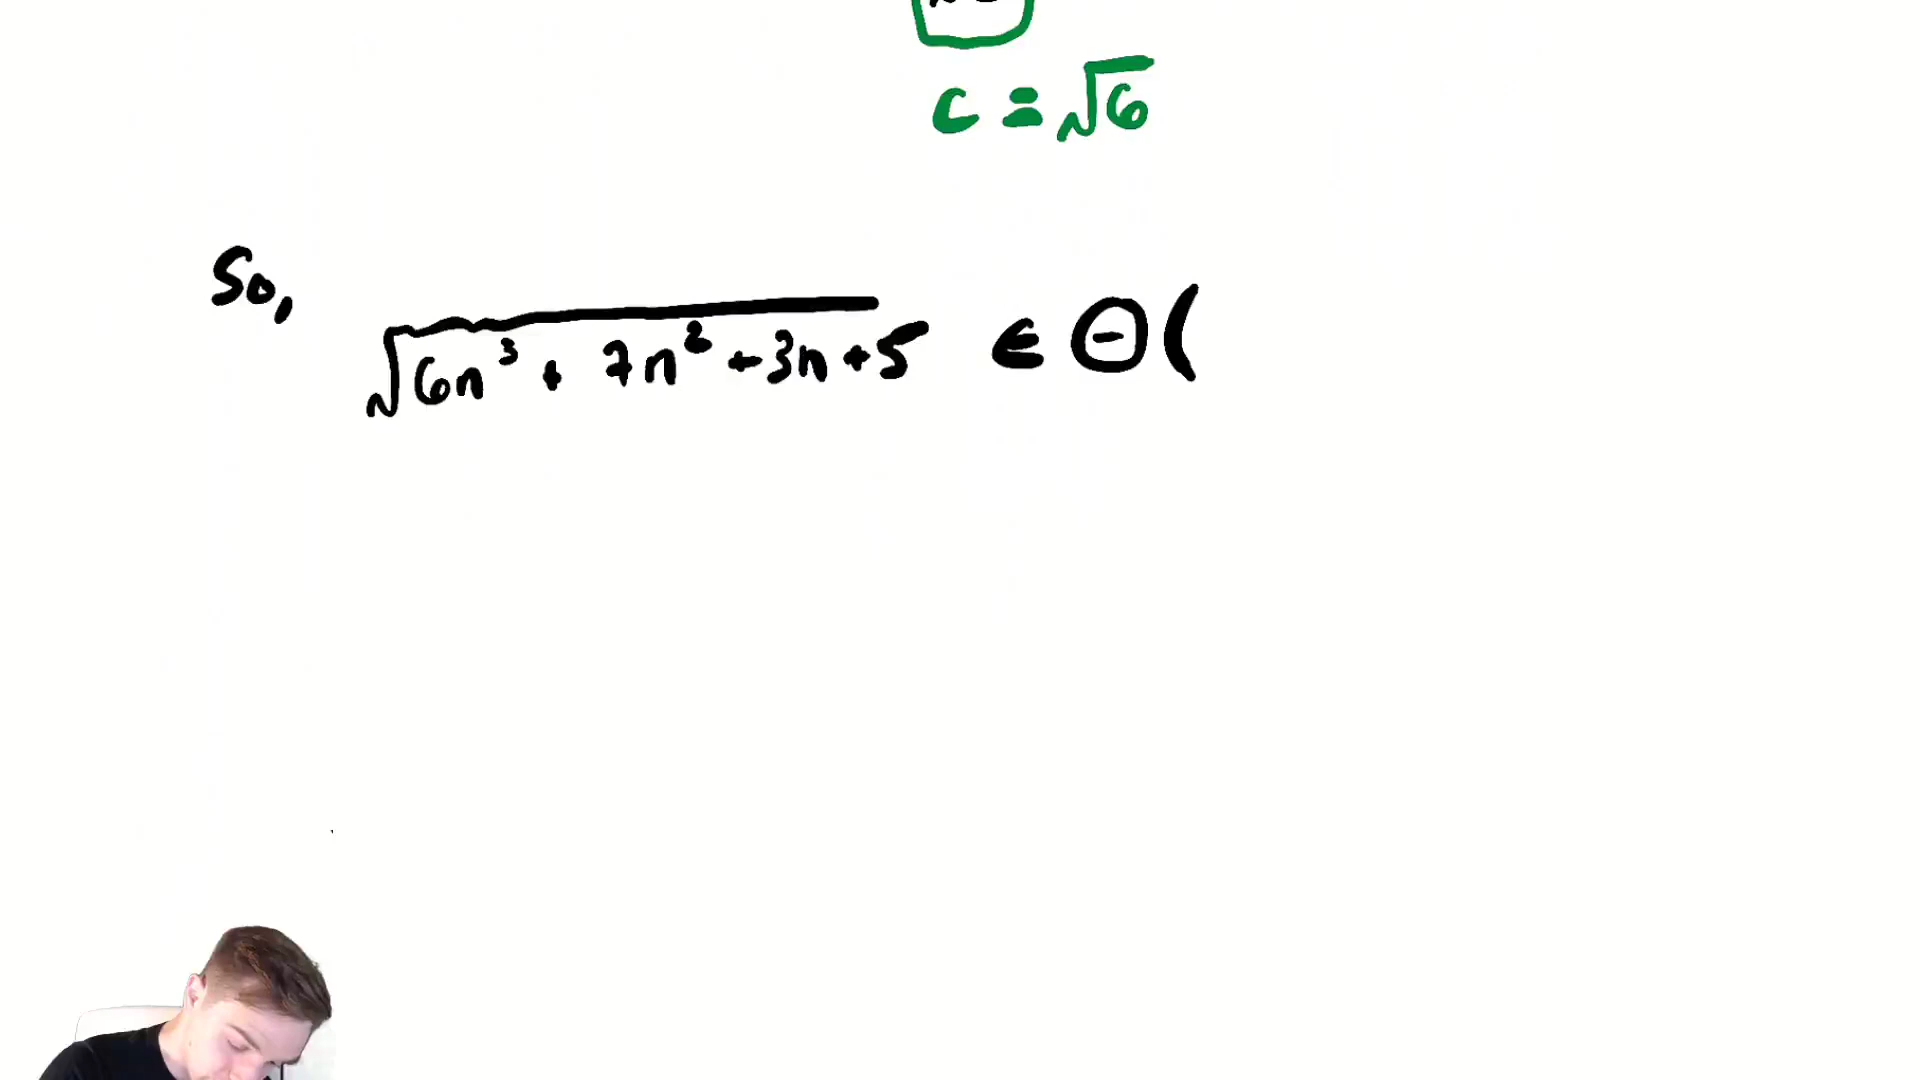 c = √6
So,
√6n³ + 7n² + 3n + 5 ∈ Θ(